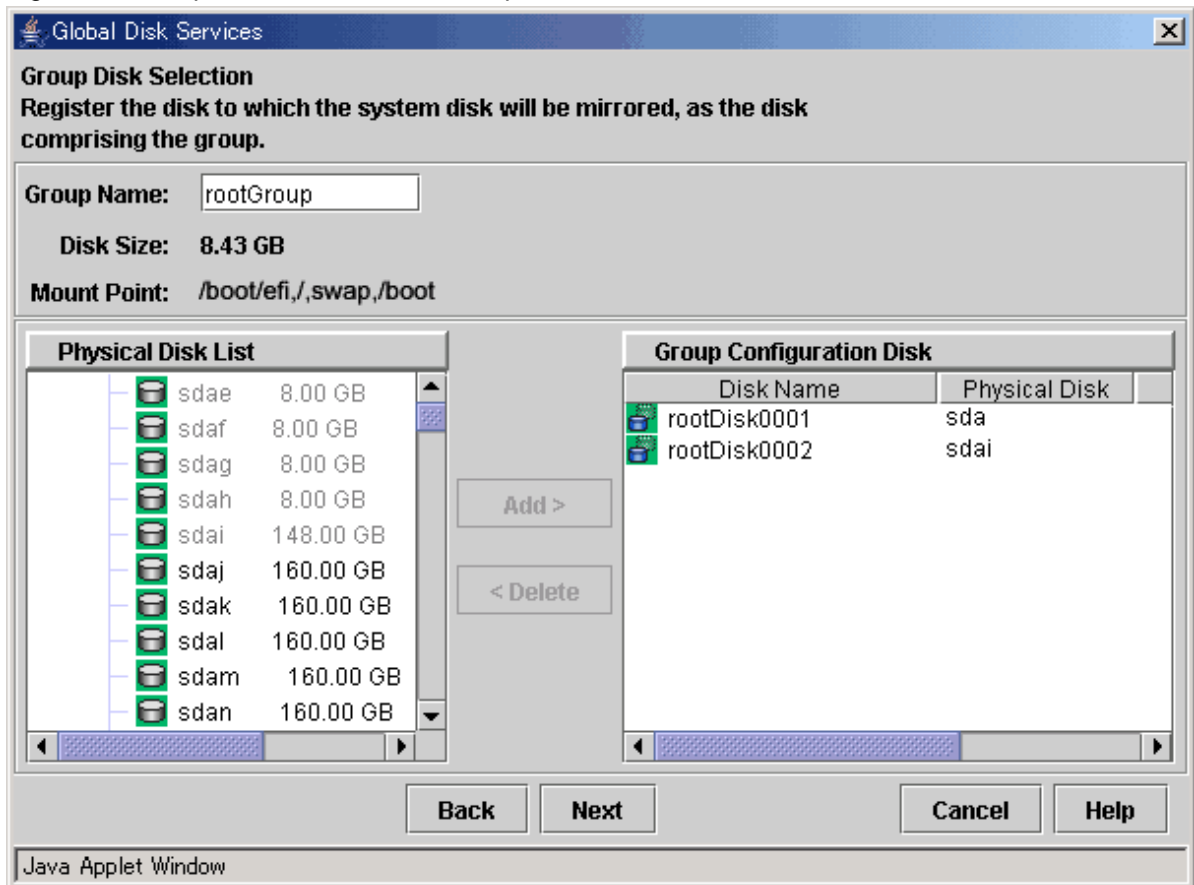 Global Disk Services
Group Disk Selection
Register the disk to which the system disk will be mirrored, as the disk
comprising the group.
Group Name: rootGroup
Disk Size: 8.43 GB
Mount Point: /boot/efi,/,swap,/boot
Physical Disk List
sdae 8.00 GB
sdaf 8.00 GB
sdag 8.00 GB
sdah 8.00 GB
sdai 148.00 GB
sdaj 160.00 GB
sdak 160.00 GB
sdal 160.00 GB
sdam 160.00 GB
sdan 160.00 GB
Add >
< Delete
Group Configuration Disk
Disk Name Physical Disk
rootDisk0001 sda
rootDisk0002 sdai
Back Next Cancel Help
Java Applet Window